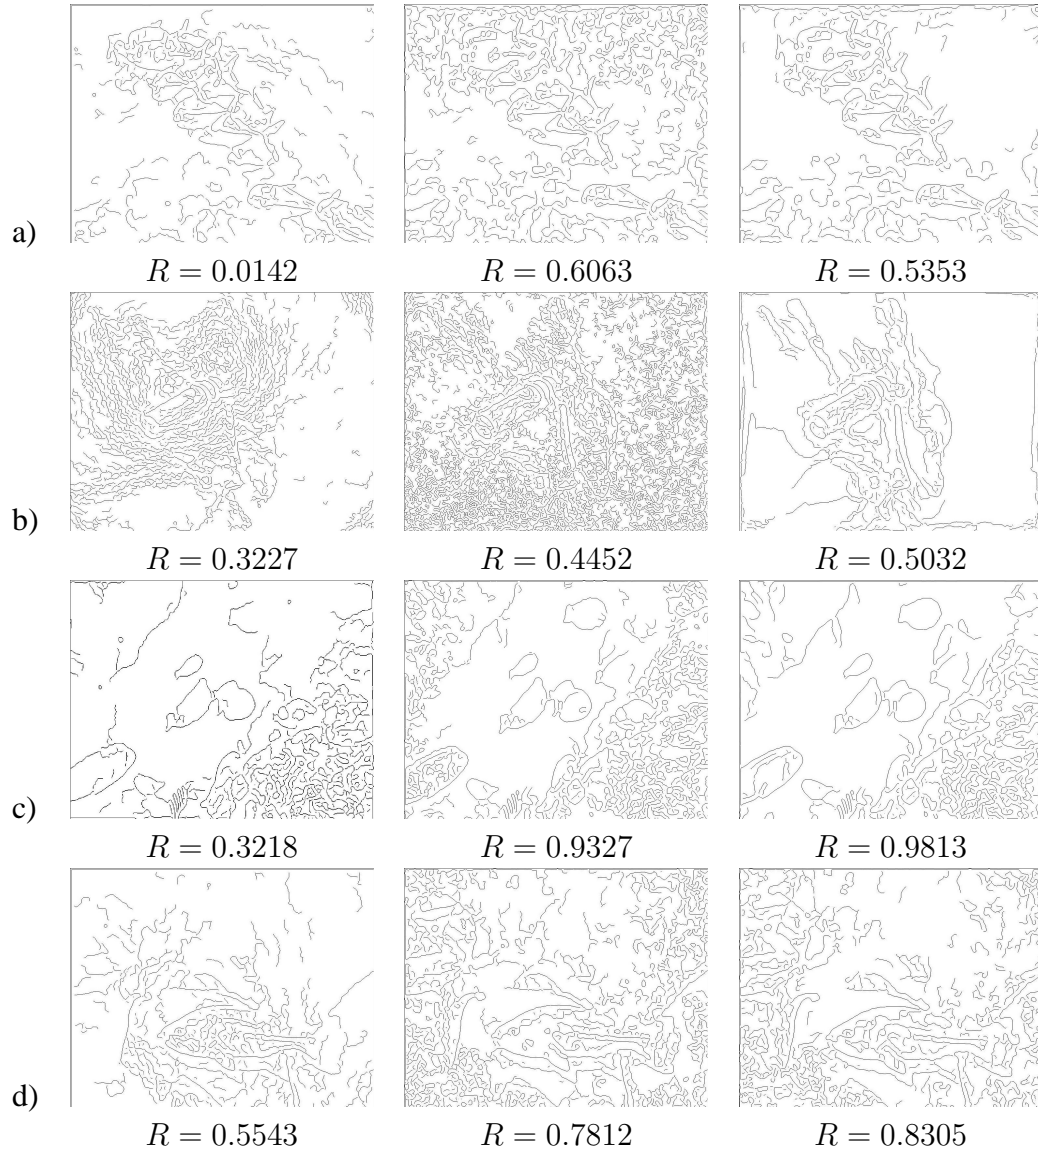 a)
R = 0.0142 R = 0.6063 R = 0.5353
b)
R = 0.3227 R = 0.4452 R = 0.5032
c)
R = 0.3218 R = 0.9327 R = 0.9813
d)
R = 0.5543 R = 0.7812 R = 0.8305